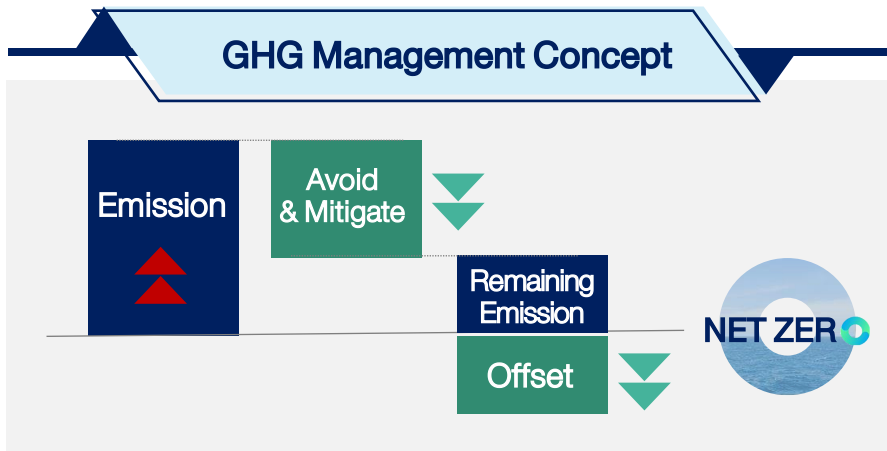 GHG Management Concept
Emission
Avoid
& Mitigate
Remaining
Emission
Offset
NET ZERO